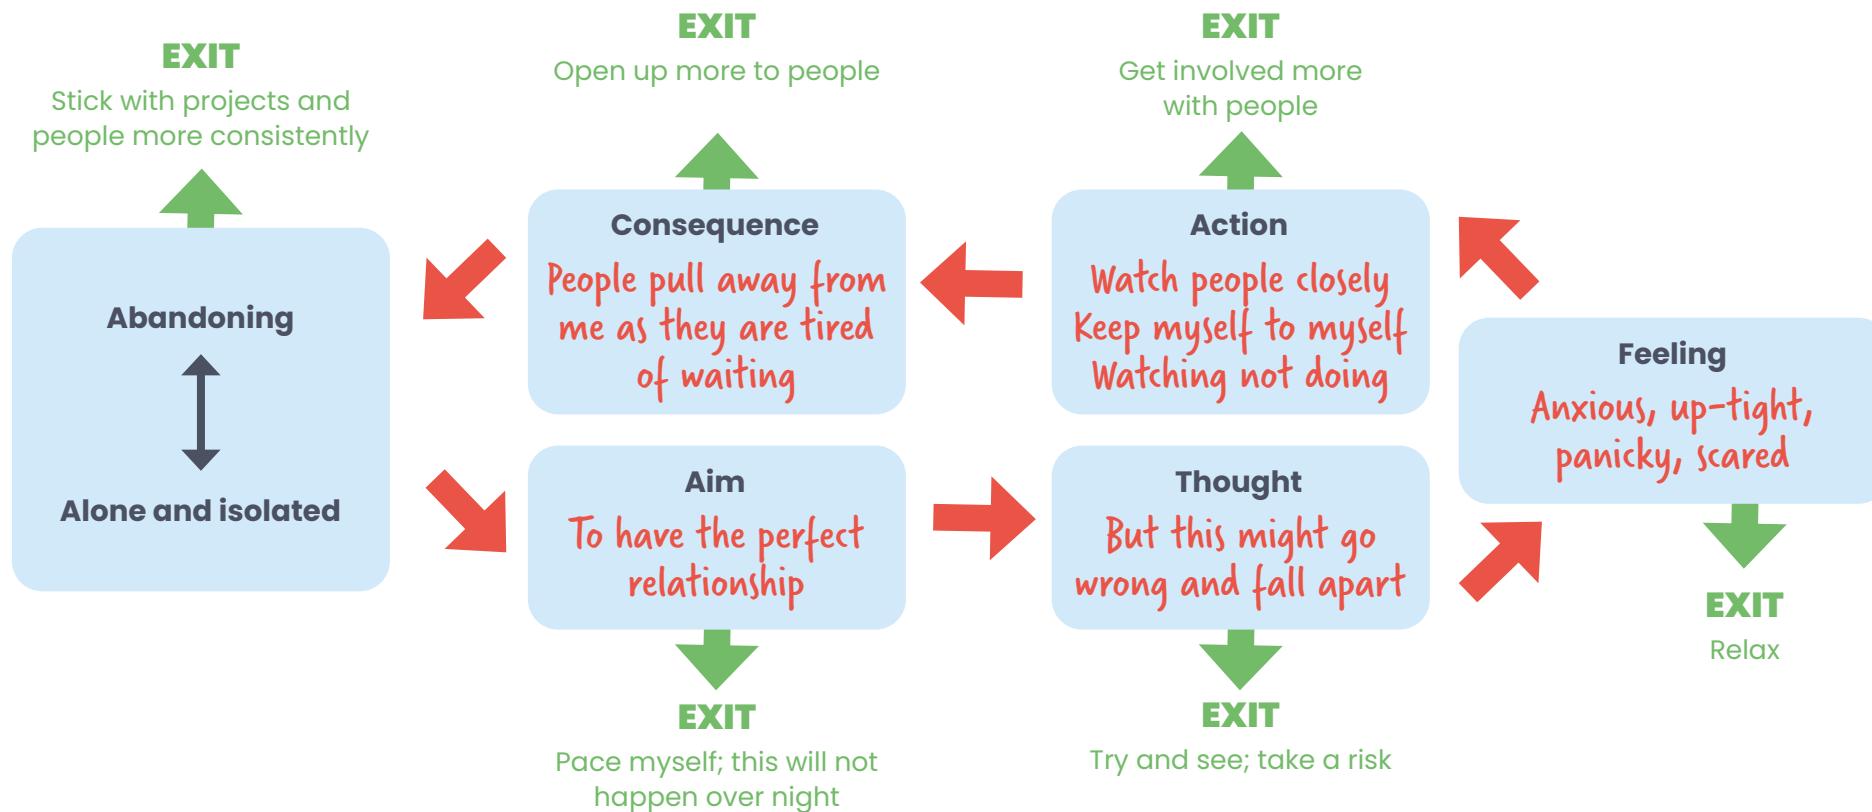 EXIT
Stick with projects and
people more consistently
EXIT
Open up more to people
EXIT
Get involved more
with people
Abandoning
Alone and isolated
Consequence
People pull away from
me as they are tired
of waiting
Action
Watch people closely
Keep myself to myself
Watching not doing
Feeling
Anxious, up-tight,
panicky, scared
Aim
To have the perfect
relationship
Thought
But this might go
wrong and fall apart
EXIT
Relax
EXIT
Pace myself; this will not
happen over night
EXIT
Try and see; take a risk